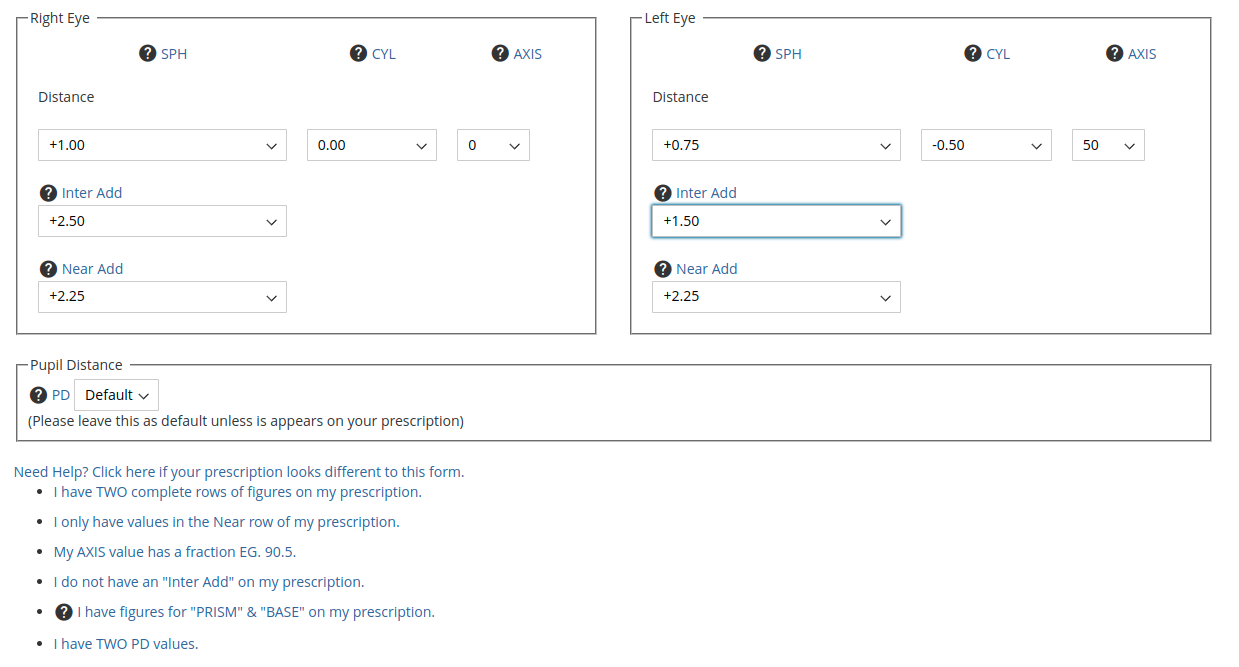 Right Eye
SPH CYL AXIS
Distance
+1.00 0.00 0
Inter Add
+2.50
Near Add
+2.25
Left Eye
SPH CYL AXIS
Distance
+0.75 -0.50 50
Inter Add
+1.50
Near Add
+2.25
Pupil Distance
PD Default
(Please leave this as default unless is appears on your prescription)
Need Help? Click here if your prescription looks different to this form.
I have TWO complete rows of figures on my prescription.
I only have values in the Near row of my prescription.
My AXIS value has a fraction EG. 90.5.
I do not have an "Inter Add" on my prescription.
I have figures for "PRISM" & "BASE" on my prescription.
I have TWO PD values.